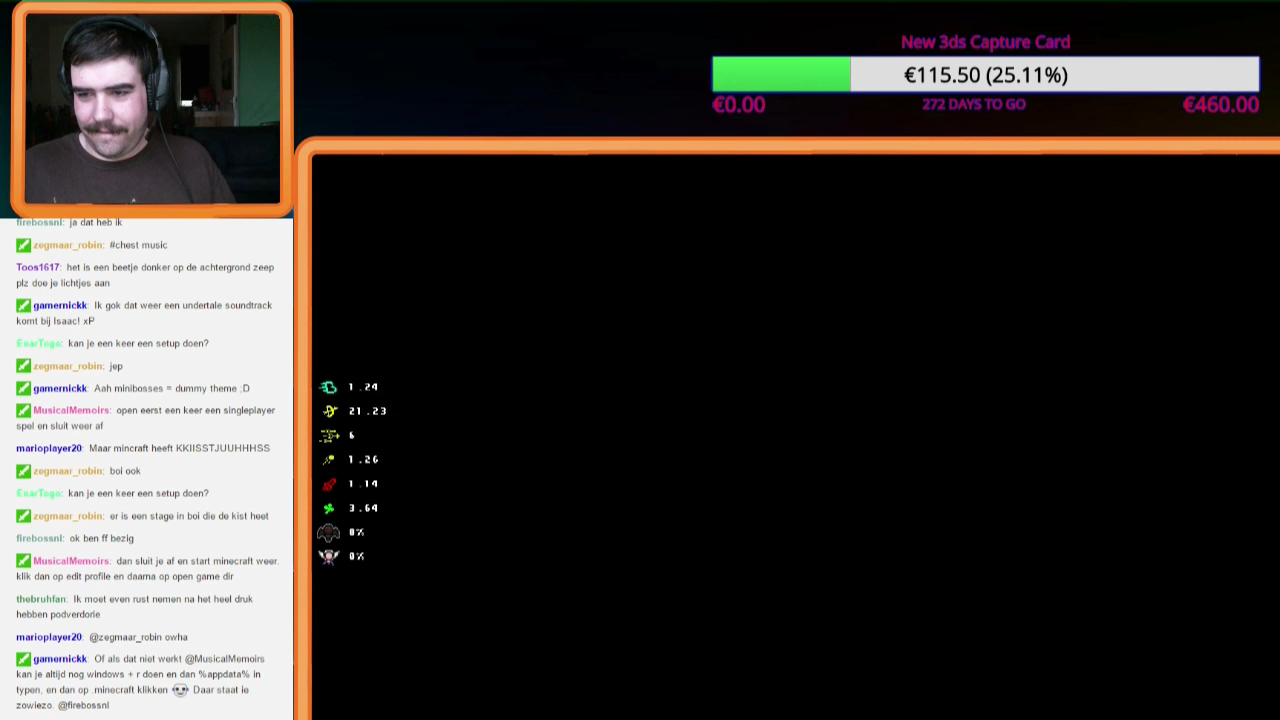 New 3ds Capture Card
€115.50 (25.11%)
€0.00
272 DAYS TO GO
€460.00
firebossnl: ja dat heb ik
zegmaar_robin: #chest music
Toos1617: het is een beetje donker op de achtergrond zeep
plz doe je lichtjes aan
gamernickk: Ik gok dat weer een undertale soundtrack
komt bij Isaac! xP
kan je een keer een setup doen?
zegmaar_robin: jep
gamernickk: Aah minibosses = dummy theme ;D
MusicalMemoirs: open eerst een keer een singleplayer
spel en sluit weer af
marioplayer20: Maar mincraft heeft KKIISSTJUUHHHSS
zegmaar_robin: boi ook
kan je een keer een setup doen?
zegmaar_robin: er is een stage in boi die de kist heet
firebossnl: ok ben ff bezig
MusicalMemoirs: dan sluit je af en start minecraft weer.
klik dan op edit profile en daarna op open game dir
thebruhfan: Ik moet even rust nemen na het heel druk
hebben podverdorie
marioplayer20: @zegmaar_robin owha
gamernickk: Of als dat niet werkt @MusicalMemoirs
kan je altijd nog windows + r doen en dan %appdata% in
typen, en dan op .minecraft klikken Daar staat ie
zowiezo. @firebossnl
1.24
21.23
6
1.26
1.14
3.64
0%
0%